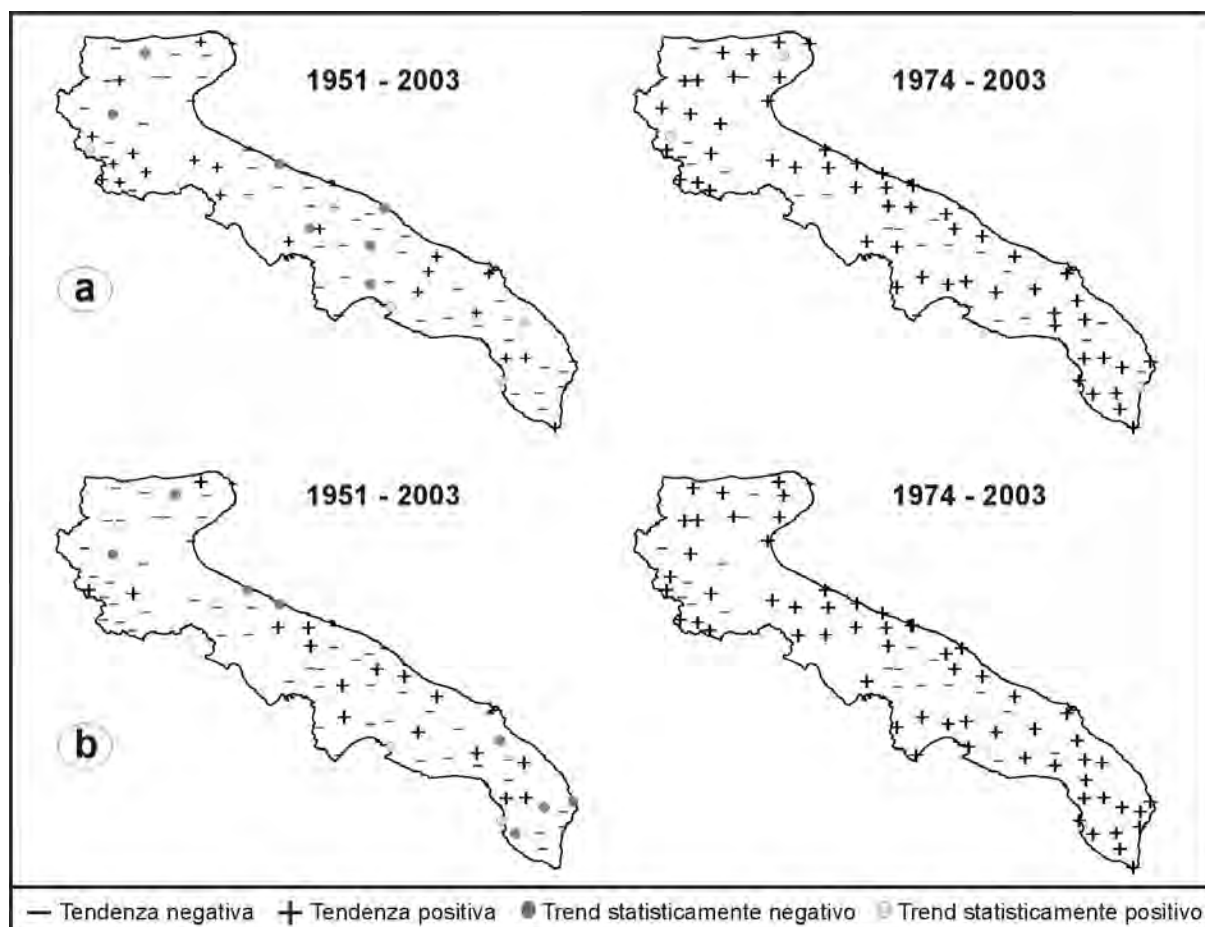 1951 - 2003
1974 - 2003
a
1951 - 2003
1974 - 2003
b
Tendenza negativa
Tendenza positiva
Trend statisticamente negativo
Trend statisticamente positivo